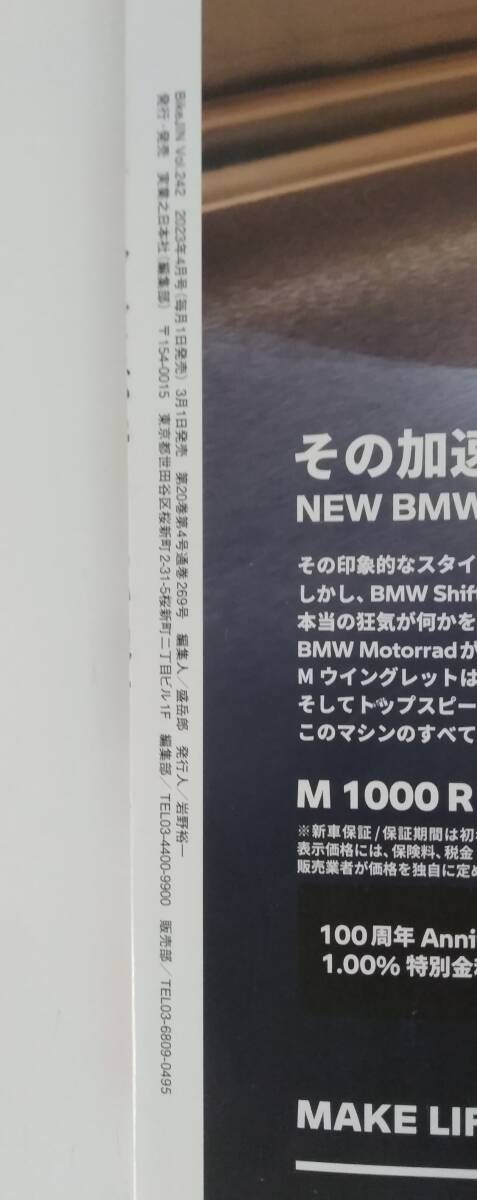 BikeJIN Vol.242　2023年4月号(毎月1日発売) 3月1日発売　第20巻第4号通巻269号　編集人／盛岳郎　発行人／岩野裕一
発行・発売　実業之日本社(編集部)　〒154-0015　東京都世田谷区桜新町2-31-5桜新町二丁目ビル1F　編集部／TEL03-4400-9900　販売部／TEL03-6809-0495
その加速
NEW BMW
その印象的なスタイ
しかし、BMW Shift
本当の狂気が何かを
BMW Motorradが
M ウイングレットは
そしてトップスピー
このマシンのすべて
M 1000 R
※新車保証/保証期間は初
表示価格には、保険料、税金
販売業者が価格を独自に定め
100周年 Anni
1.00% 特別金利
MAKE LIF